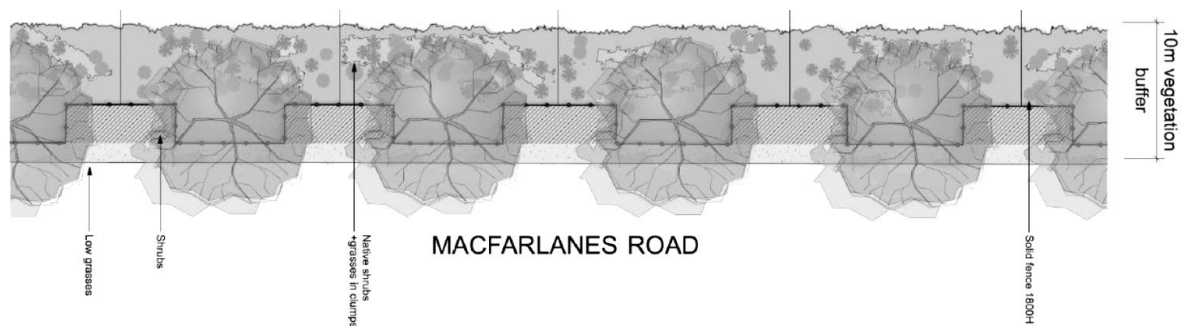 10m vegetation
buffer
Low grasses
Shrubs
Native shrubs
+grasses in clumps
MACFARLANES ROAD
Solid fence 1800H